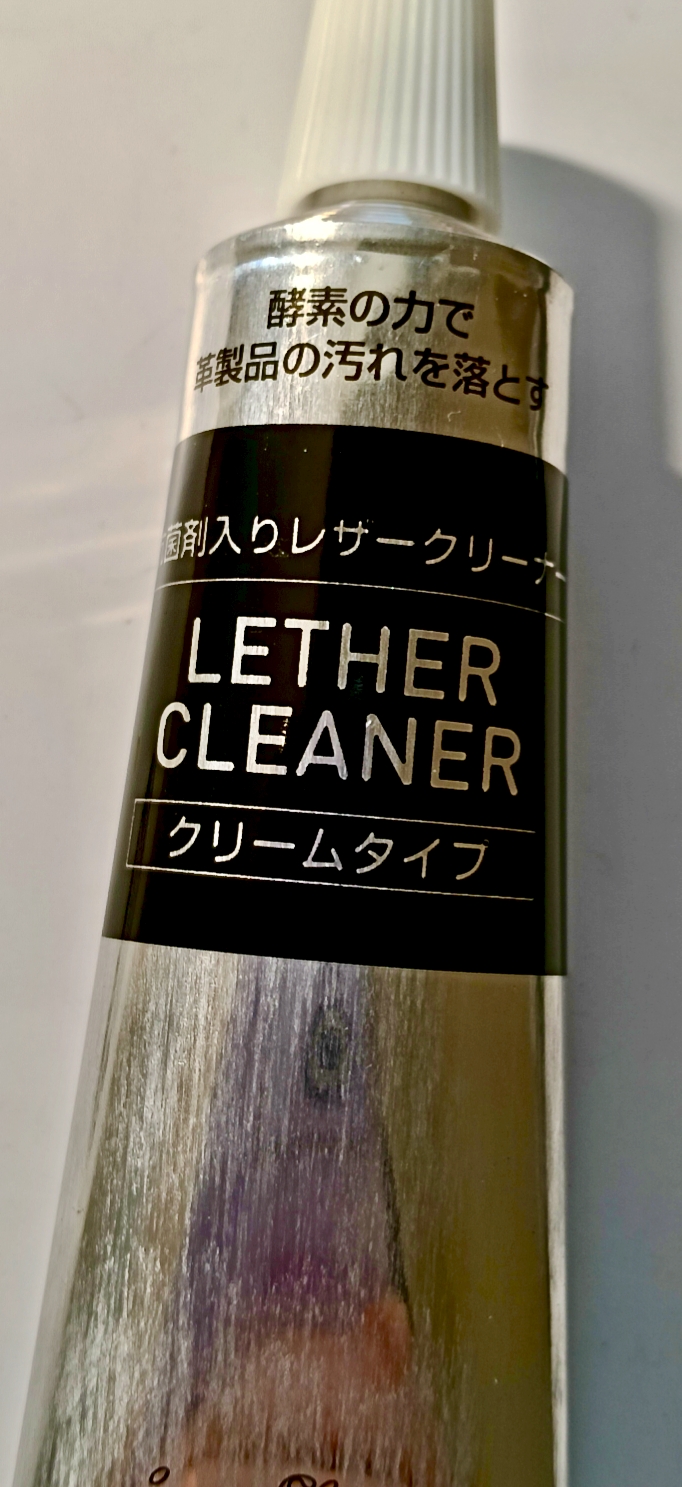 酵素の力で
革製品の汚れを落とす
菌剤入りレザークリーナー
LETHER
CLEANER
クリームタイプ